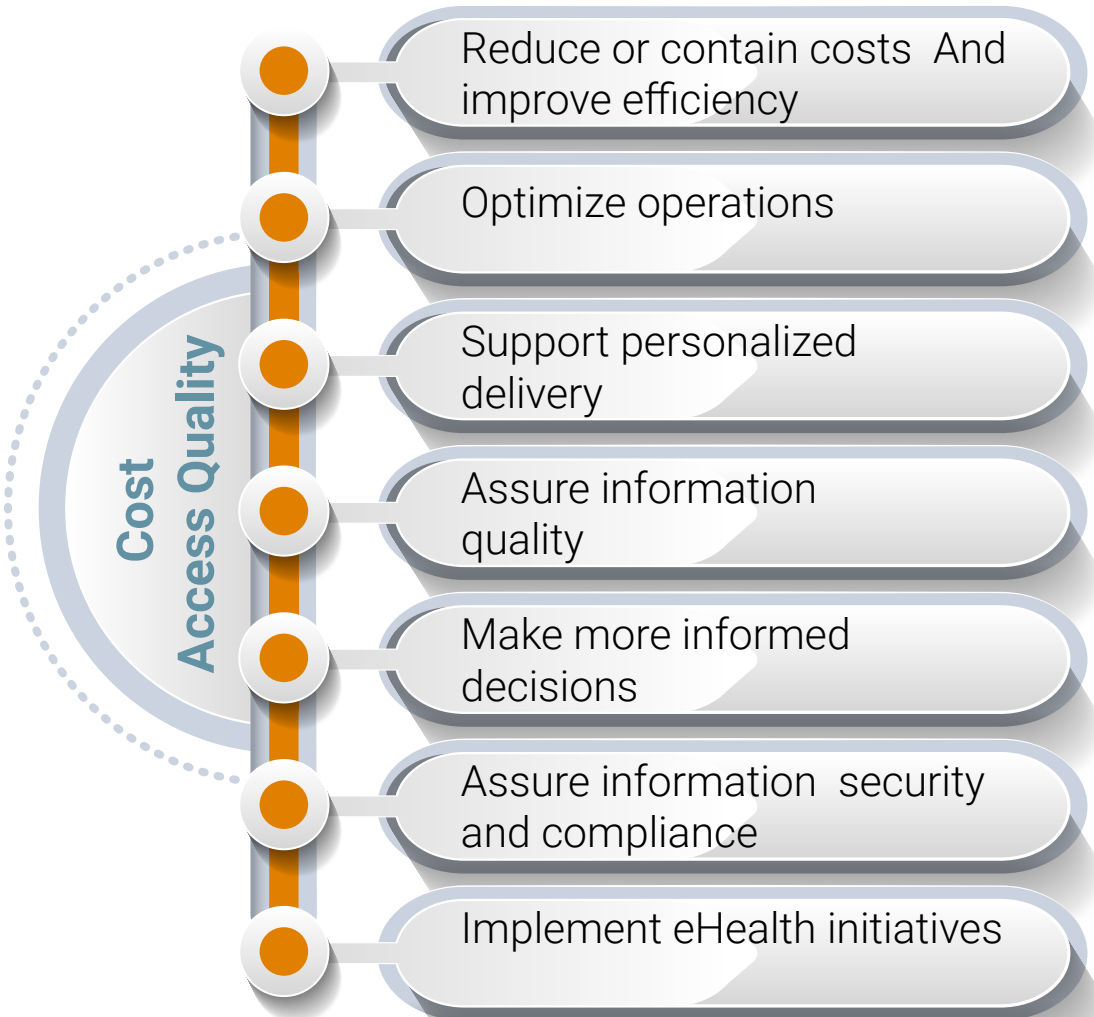 Cost
Access Quality
Reduce or contain costs  And
improve efficiency
Optimize operations
Support personalized
delivery
Assure information
quality
Make more informed
decisions
Assure information  security
and compliance
Implement eHealth initiatives